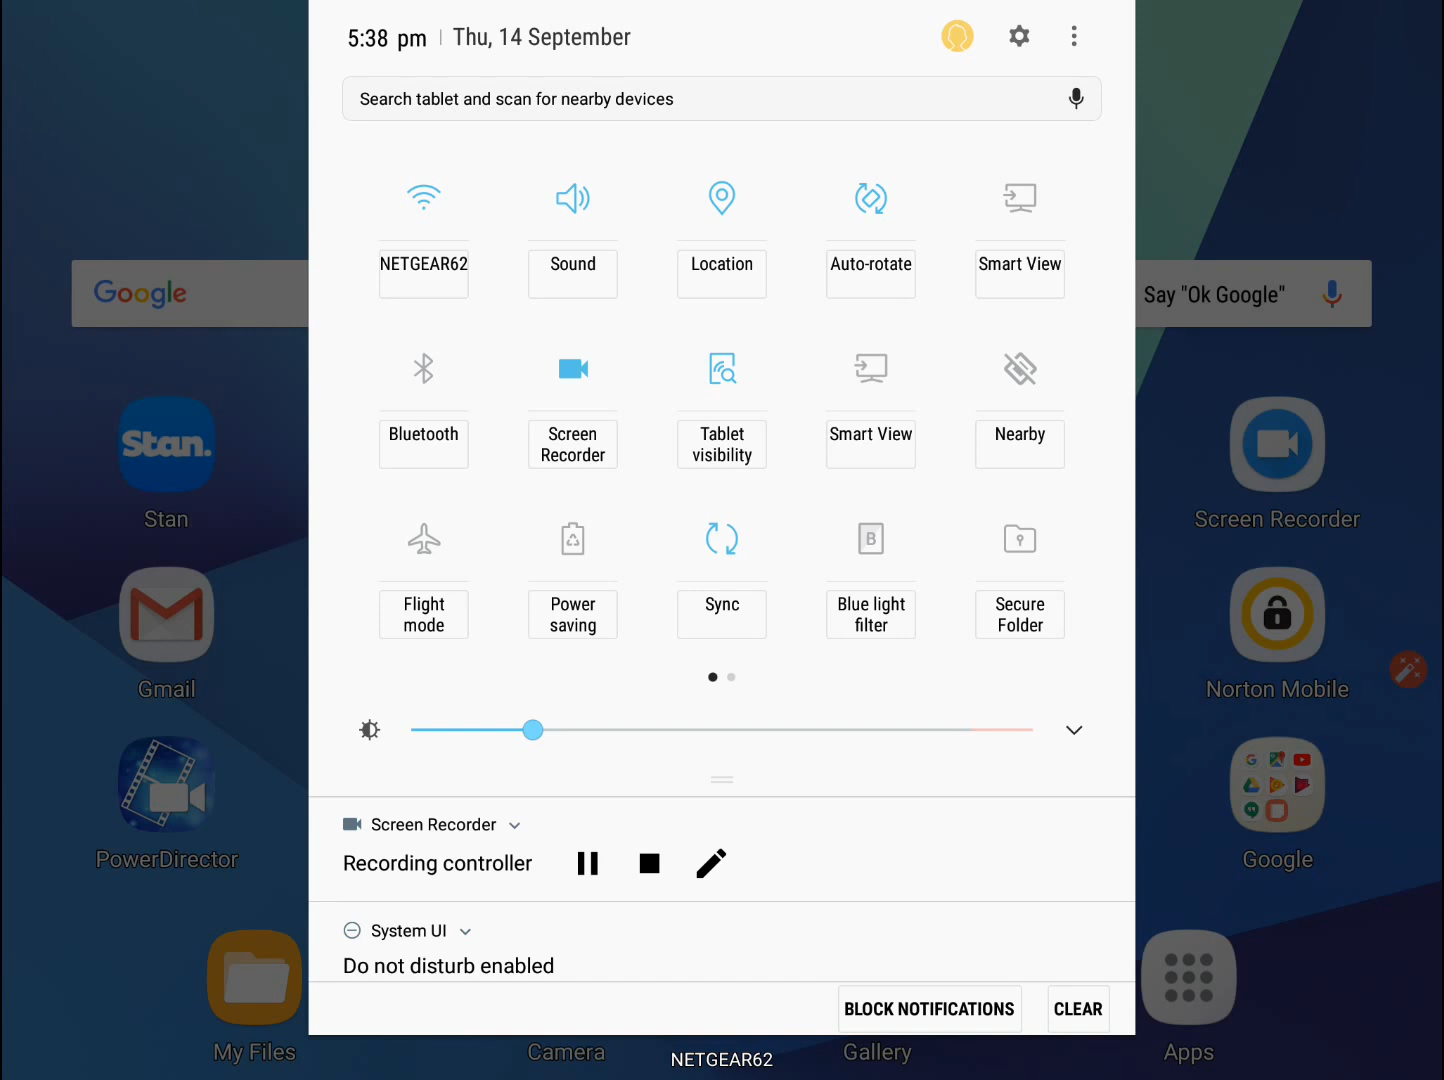 5:38 pm Thu, 14 September
Search tablet and scan for nearby devices
NETGEAR62 Sound Location Auto-rotate Smart View
Google
Say "Ok Google"
Bluetooth Screen Recorder Tablet visibility Smart View Nearby
Stan.
Stan
Screen Recorder
Flight mode Power saving Sync B Blue light filter Secure Folder
Gmail
Norton Mobile
PowerDirector
Google
Screen Recorder
Recording controller
System UI
Do not disturb enabled
BLOCK NOTIFICATIONS CLEAR
My Files Camera NETGEAR62 Gallery Apps